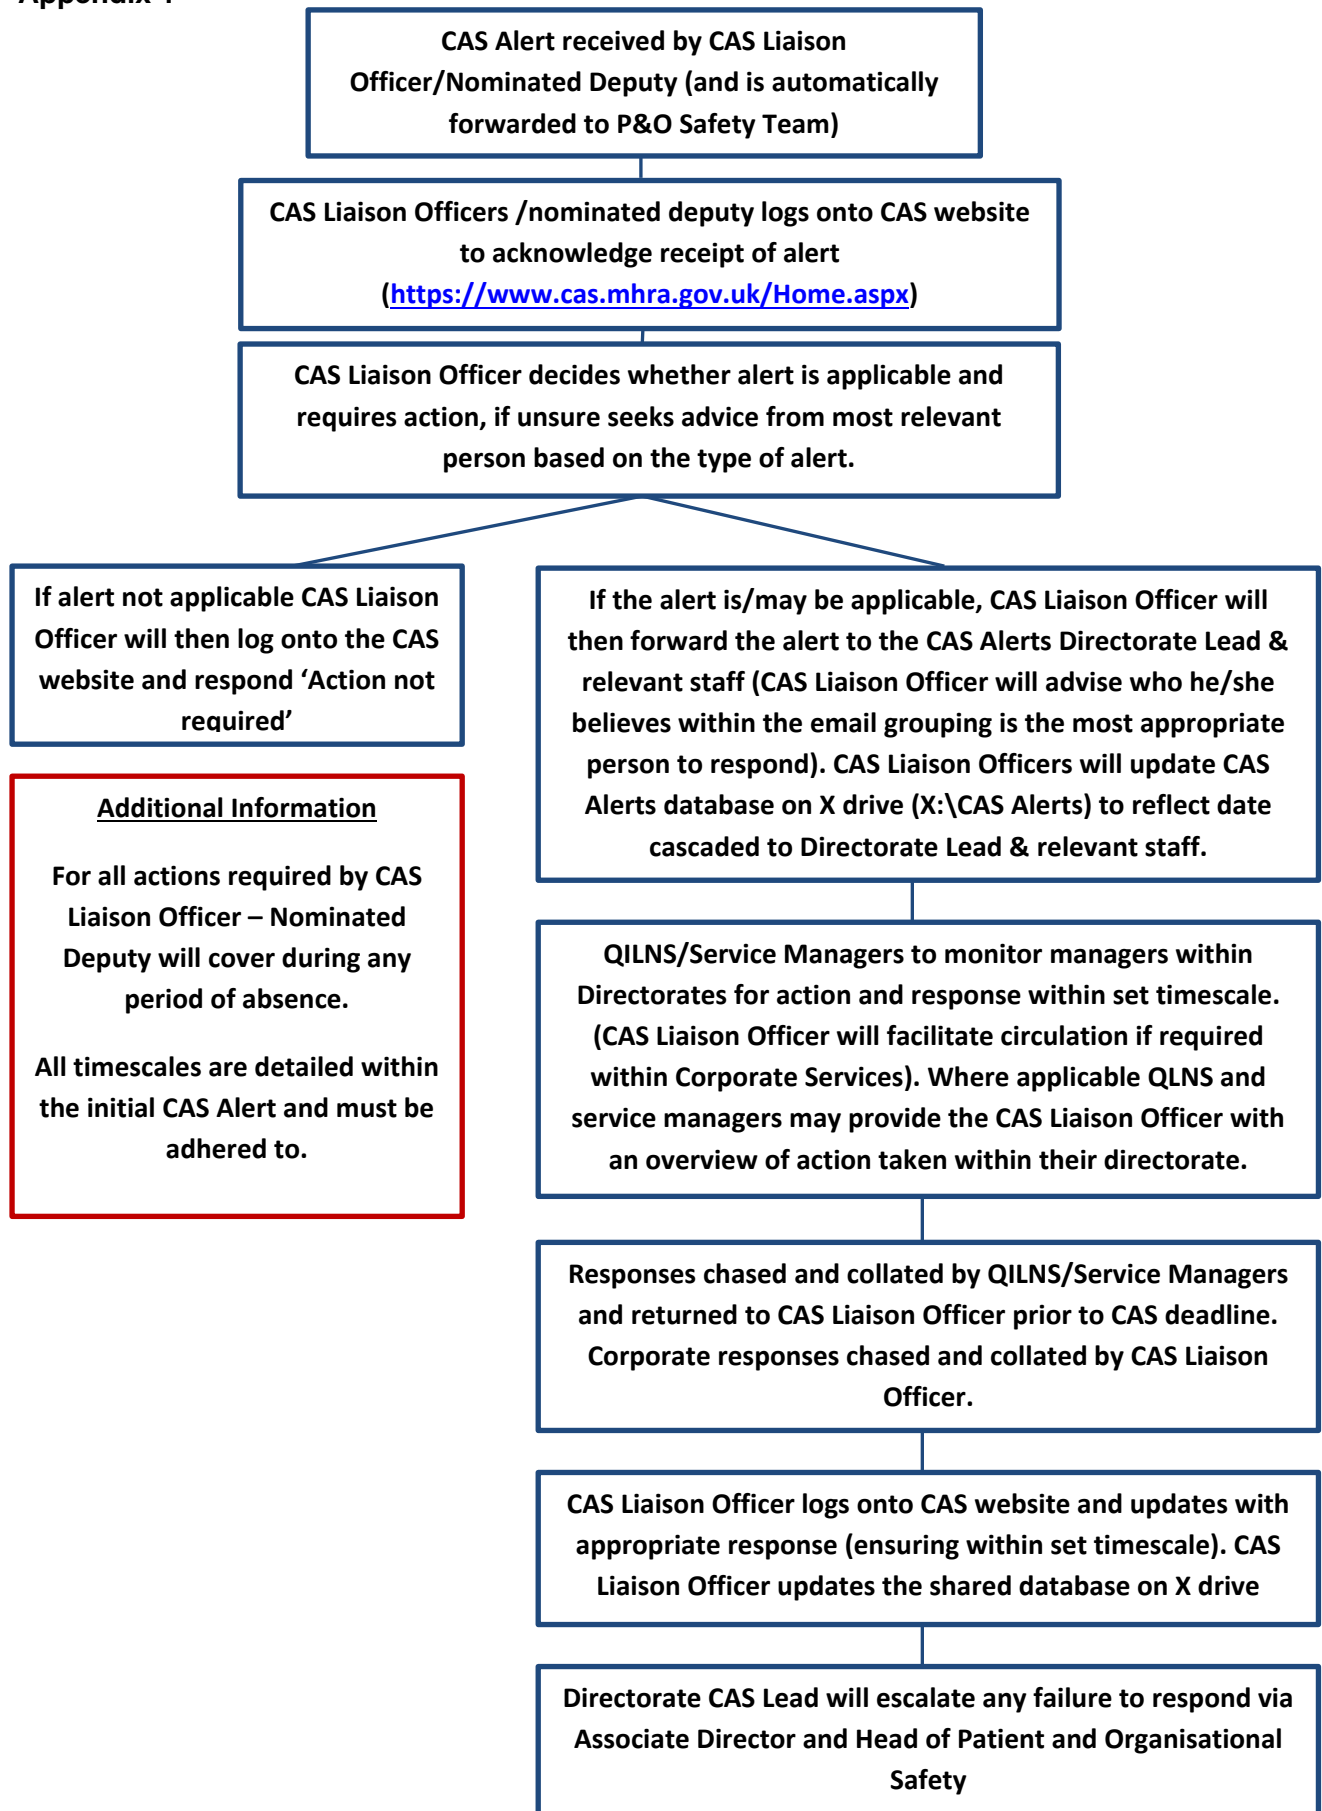 CAS Alert received by CAS Liaison
Officer/Nominated Deputy (and is automatically
forwarded to P&O Safety Team)
CAS Liaison Officers /nominated deputy logs onto CAS website
to acknowledge receipt of alert
(https://www.cas.mhra.gov.uk/Home.aspx)
CAS Liaison Officer decides whether alert is applicable and
requires action, if unsure seeks advice from most relevant
person based on the type of alert.
If alert not applicable CAS Liaison
Officer will then log onto the CAS
website and respond ‘Action not
required’
If the alert is/may be applicable, CAS Liaison Officer will
then forward the alert to the CAS Alerts Directorate Lead &
relevant staff (CAS Liaison Officer will advise who he/she
believes within the email grouping is the most appropriate
person to respond). CAS Liaison Officers will update CAS
Alerts database on X drive (X:\CAS Alerts) to reflect date
cascaded to Directorate Lead & relevant staff.
Additional Information
For all actions required by CAS
Liaison Officer – Nominated
Deputy will cover during any
period of absence.
All timescales are detailed within
the initial CAS Alert and must be
adhered to.
QILNS/Service Managers to monitor managers within
Directorates for action and response within set timescale.
(CAS Liaison Officer will facilitate circulation if required
within Corporate Services). Where applicable QLNS and
service managers may provide the CAS Liaison Officer with
an overview of action taken within their directorate.
Responses chased and collated by QILNS/Service Managers
and returned to CAS Liaison Officer prior to CAS deadline.
Corporate responses chased and collated by CAS Liaison
Officer.
CAS Liaison Officer logs onto CAS website and updates with
appropriate response (ensuring within set timescale). CAS
Liaison Officer updates the shared database on X drive
Directorate CAS Lead will escalate any failure to respond via
Associate Director and Head of Patient and Organisational
Safety